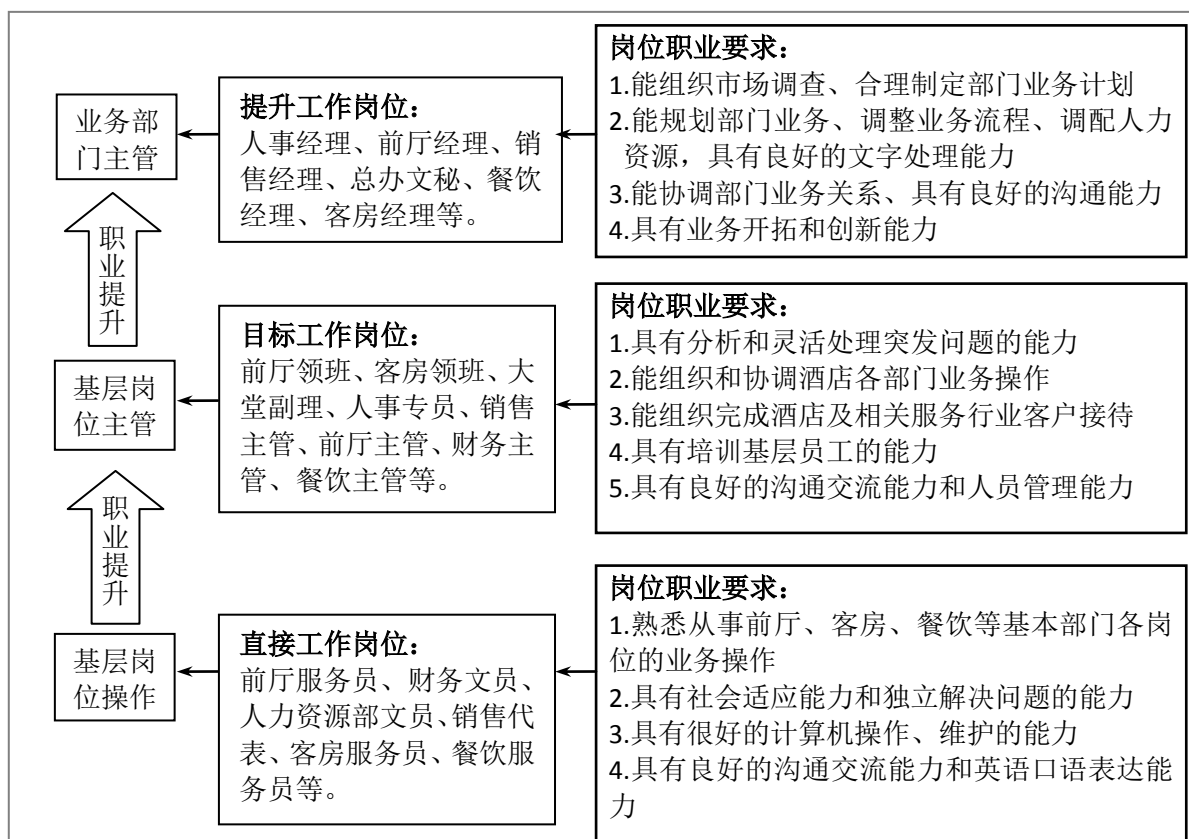 业务部
门主管
提升工作岗位：
人事经理、前厅经理、销
售经理、总办文秘、餐饮
经理、客房经理等。
岗位职业要求：
1.能组织市场调查、合理制定部门业务计划
2.能规划部门业务、调整业务流程、调配人力
资源，具有良好的文字处理能力
3.能协调部门业务关系、具有良好的沟通能力
4.具有业务开拓和创新能力
职
业
提
升
基层岗
位主管
目标工作岗位：
前厅领班、客房领班、大
堂副理、人事专员、销售
主管、前厅主管、财务主
管、餐饮主管等。
岗位职业要求：
1.具有分析和灵活处理突发问题的能力
2.能组织和协调酒店各部门业务操作
3.能组织完成酒店及相关服务行业客户接待
4.具有培训基层员工的能力
5.具有良好的沟通交流能力和人员管理能力
职
业
提
升
基层岗
位操作
直接工作岗位：
前厅服务员、财务文员、
人力资源部文员、销售代
表、客房服务员、餐饮服
务员等。
岗位职业要求：
1.熟悉从事前厅、客房、餐饮等基本部门各岗
位的业务操作
2.具有社会适应能力和独立解决问题的能力
3.具有很好的计算机操作、维护的能力
4.具有良好的沟通交流能力和英语口语表达能
力